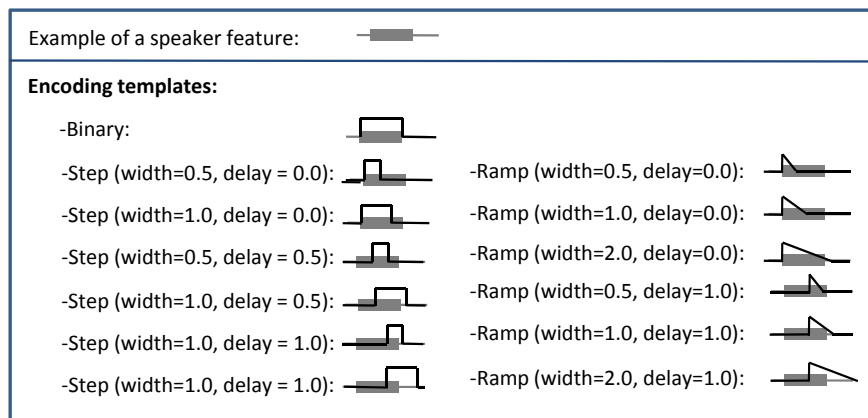 Example of a speaker feature:
Encoding templates:
-Binary:
-Step (width=0.5, delay = 0.0):
-Step (width=1.0, delay = 0.0):
-Step (width=0.5, delay = 0.5):
-Step (width=1.0, delay = 0.5):
-Step (width=1.0, delay = 1.0):
-Step (width=1.0, delay = 1.0):
-Ramp (width=0.5, delay=0.0):
-Ramp (width=1.0, delay=0.0):
-Ramp (width=2.0, delay=0.0):
-Ramp (width=0.5, delay=1.0):
-Ramp (width=1.0, delay=1.0):
-Ramp (width=2.0, delay=1.0):